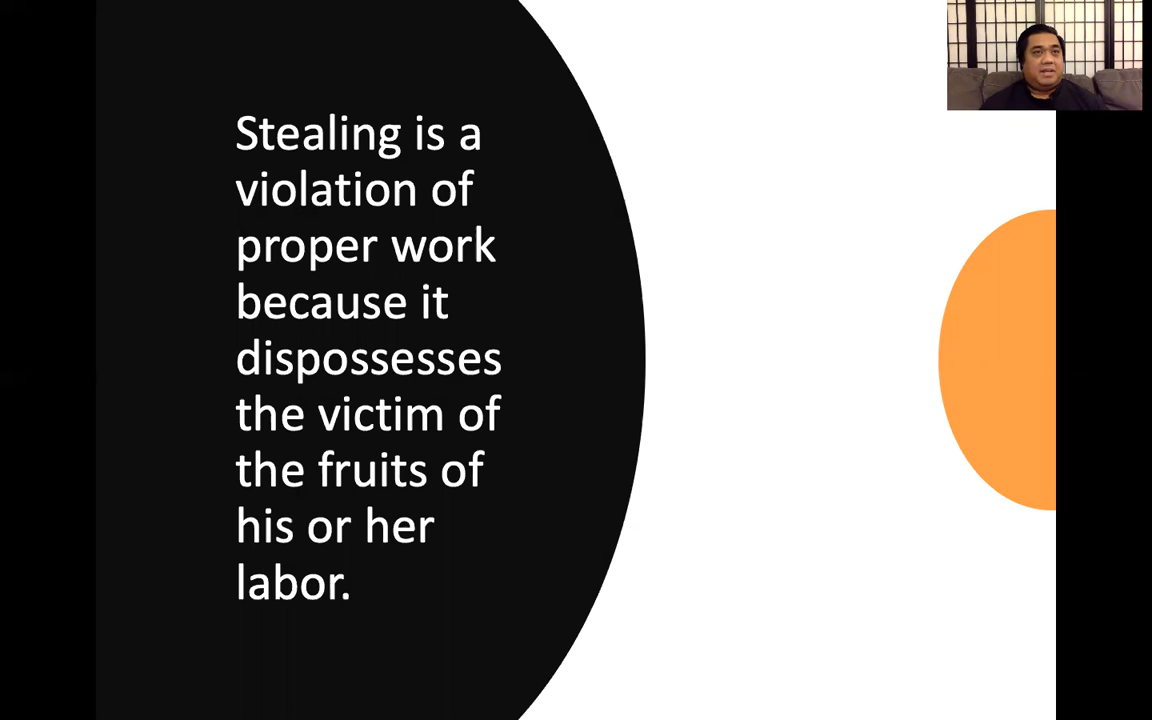 Stealing is a
violation of
proper work
because it
dispossesses
the victim of
the fruits of
his or her
labor.